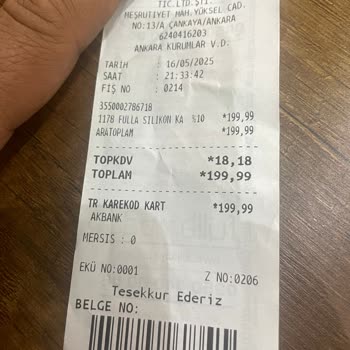 TİC.LTD.ŞTİ.
MEŞRUTİYET MAH.YÜKSEL CAD.
NO:13/A ÇANKAYA/ANKARA
6240416203
ANKARA KURUMLAR V.D.
TARİH : 16/05/2025
SAAT : 21:33:42
FİŞ NO : 0214
3550002786718
1178 FULLA SILIKON KA %10 *199,99
ARATOPLAM *199,99
TOPKDV *18,18
TOPLAM *199,99
TR KAREKOD KART *199,99
AKBANK
MERSIS : 0
EKÜ NO:0001 Z NO:0206
Tesekkur Ederiz
BELGE NO: